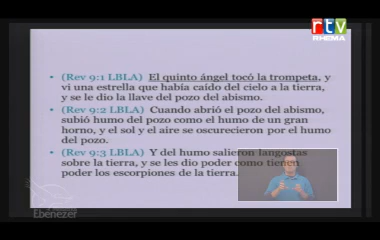 rtv
RHEMA
• (Rev 9:1 LBLA) El quinto ángel tocó la trompeta, y
vi una estrella que había caído del cielo a la tierra,
y se le dio la llave del pozo del abismo.
• (Rev 9:2 LBLA) Cuando abrió el pozo del abismo,
subió humo del pozo como el humo de un gran
horno, y el sol y el aire se oscurecieron por el humo
del pozo.
• (Rev 9:3 LBLA) Y del humo salieron langostas
sobre la tierra, y se les dio poder como tienen
poder los escorpiones de la tierra.
Ebenezer